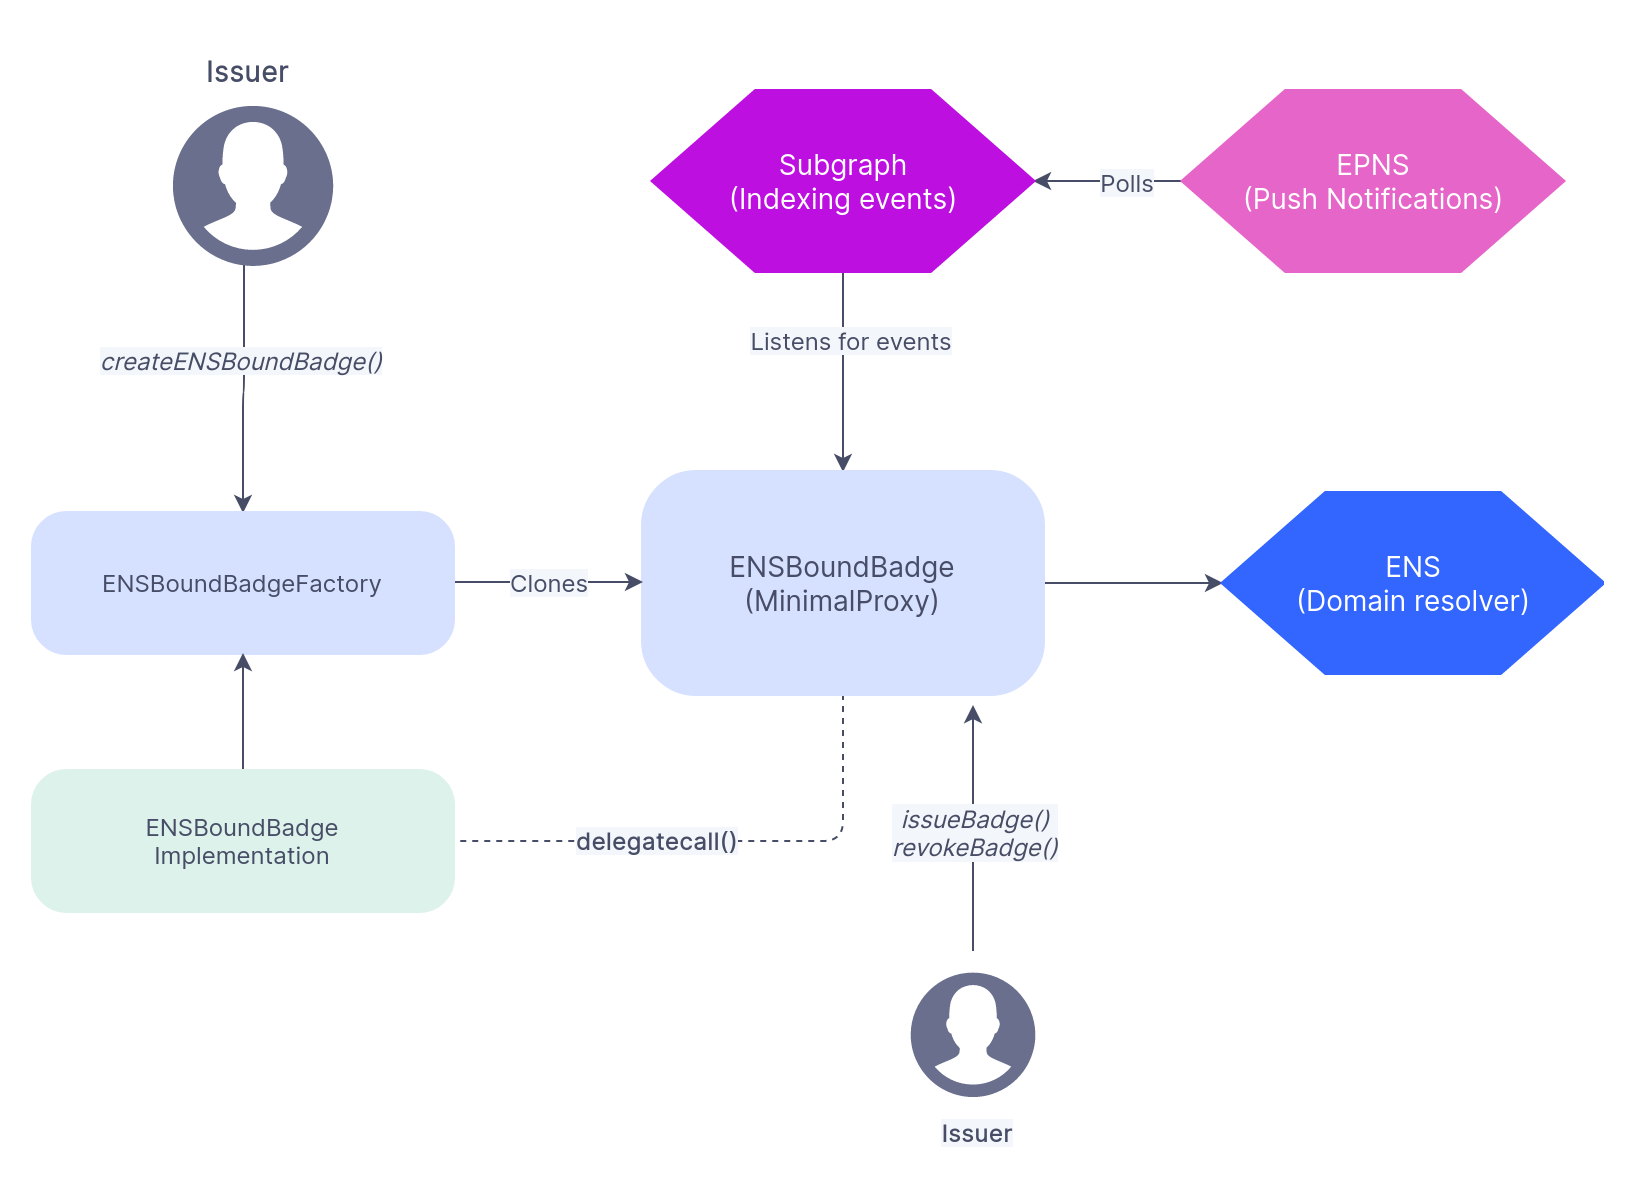 Issuer
Subgraph
(Indexing events)
Polls
EPNS
(Push Notifications)
createENSBoundBadge()
Listens for events
ENSBoundBadgeFactory
Clones
ENSBoundBadge
(MinimalProxy)
ENS
(Domain resolver)
ENSBoundBadge
Implementation
delegatecall()
issueBadge()
revokeBadge()
Issuer